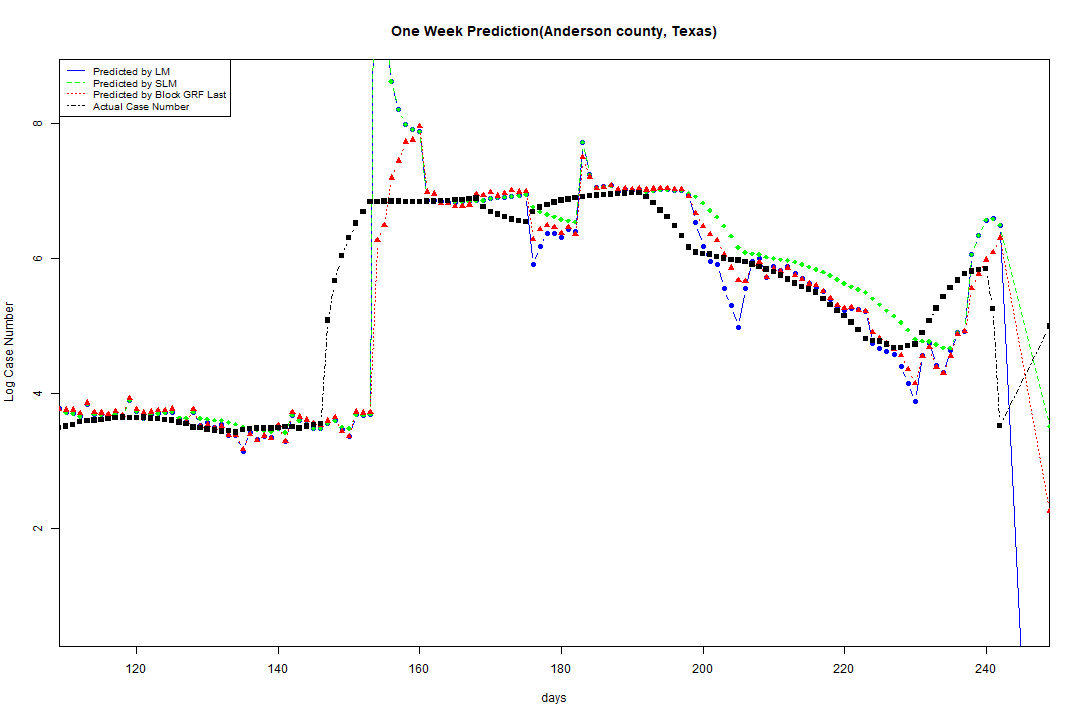 One Week Prediction(Anderson county, Texas)
Predicted by LM
Predicted by SLM
Predicted by Block GRF Last
Actual Case Number
Log Case Number
8
6
4
2
120 140 160 180 200 220 240
days